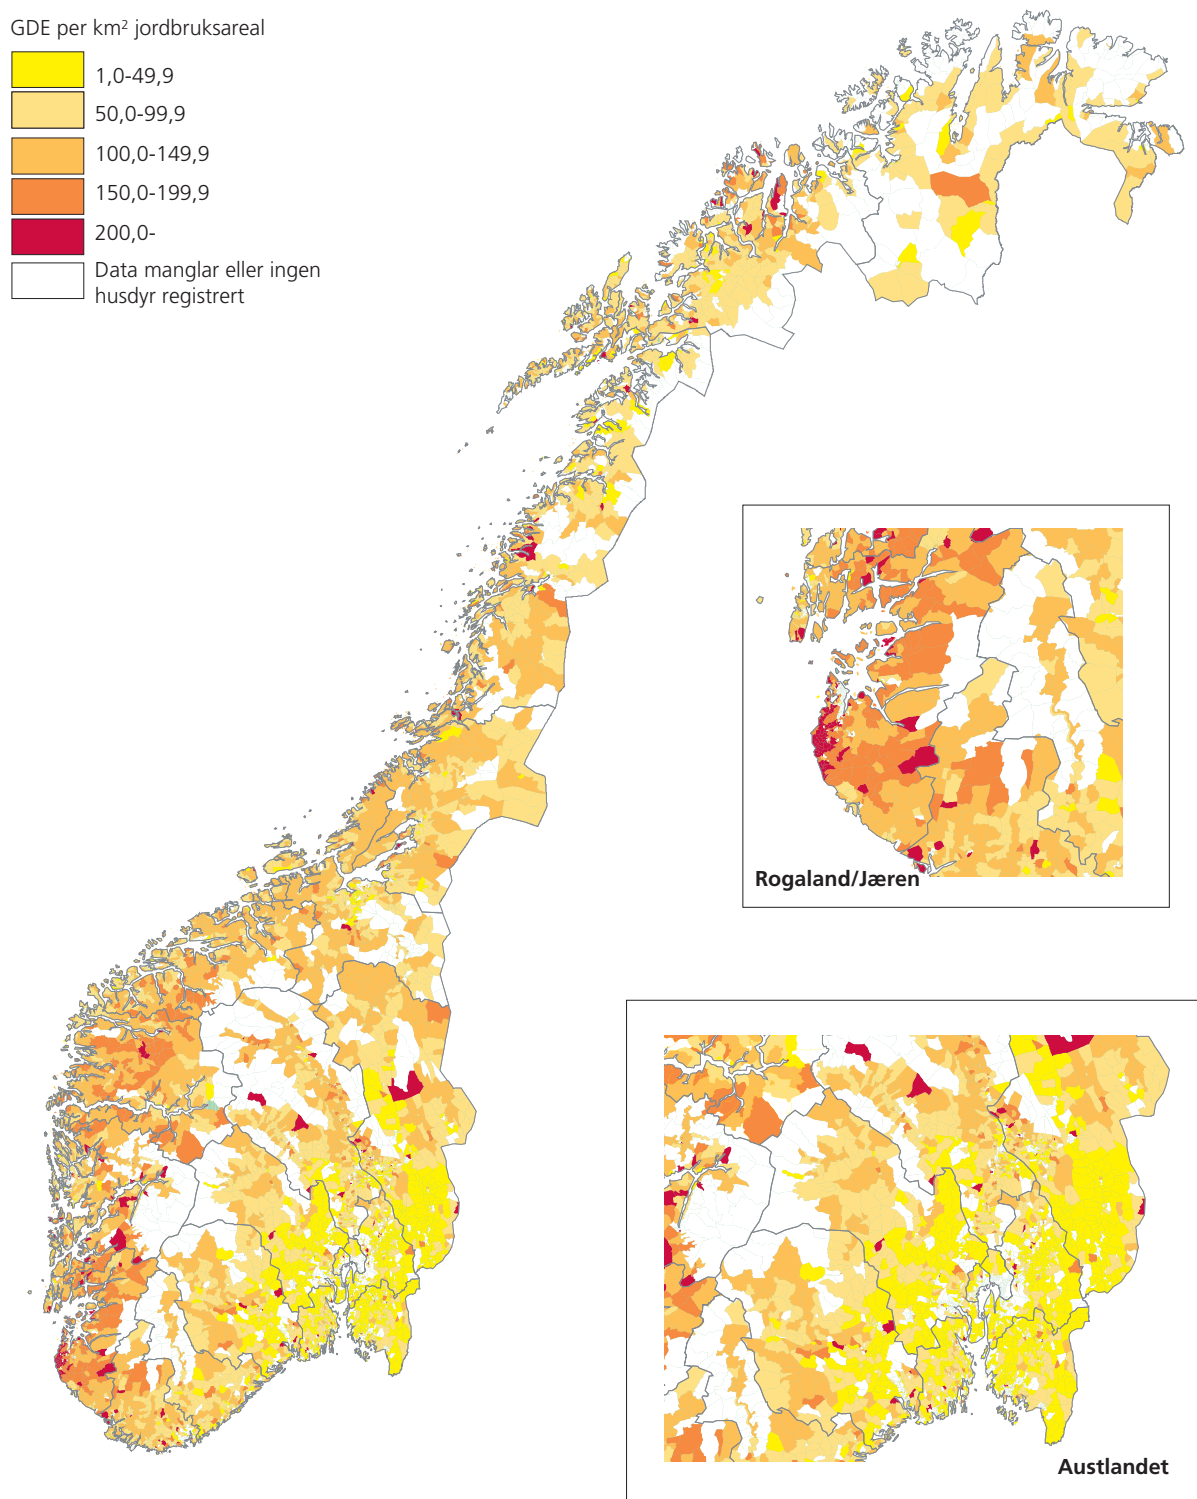 GDE per km² jordbruksareal
1,0-49,9
50,0-99,9
100,0-149,9
150,0-199,9
200,0-
Data manglar eller ingen
husdyr registrert
Rogaland/Jæren
Austlandet